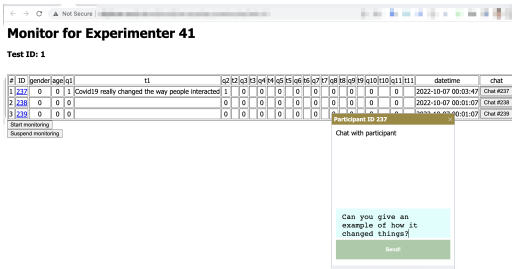 Not Secure
Monitor for Experimenter 41
Test ID: 1
# ID gender age q1 t1 q2 t2 q3 t3 q4 t4 q5 t5 q6 t6 q7 t7 q8 t8 q9 t9 q10 t10 q11 t11 datetime chat
1 237 0 0 1 Covid19 really changed the way people interacted 1 0 0 0 0 0 0 0 0 0 2022-10-07 00:03:47 Chat #237
2 238 0 0 0 0 0 0 0 0 0 0 0 0 0 2022-10-07 00:01:07 Chat #238
3 239 0 0 0 0 0 0 0 0 0 0 0 0 0 2022-10-07 00:01:07 Chat #239
Start monitoring
Suspend monitoring
Participant ID 237 ×
Chat with participant
Can you give an
example of how it
changed things?
Send